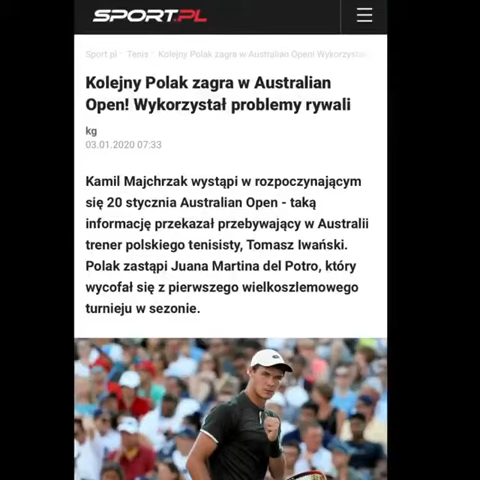 SPORT.PL
Sport.pl Tenis Kolejny Polak zagra w Australian Open!
Kolejny Polak zagra w Australian
Open! Wykorzystał problemy rywali
kg
03.01.2020 07:33
Kamil Majchrzak wystąpi w rozpoczynającym
się 20 stycznia Australian Open - taką
informację przekazał przebywający w Australii
trener polskiego tenisisty, Tomasz Iwański.
Polak zastąpi Juana Martina del Potro, który
wycofał się z pierwszego wielkoszlemowego
turnieju w sezonie.